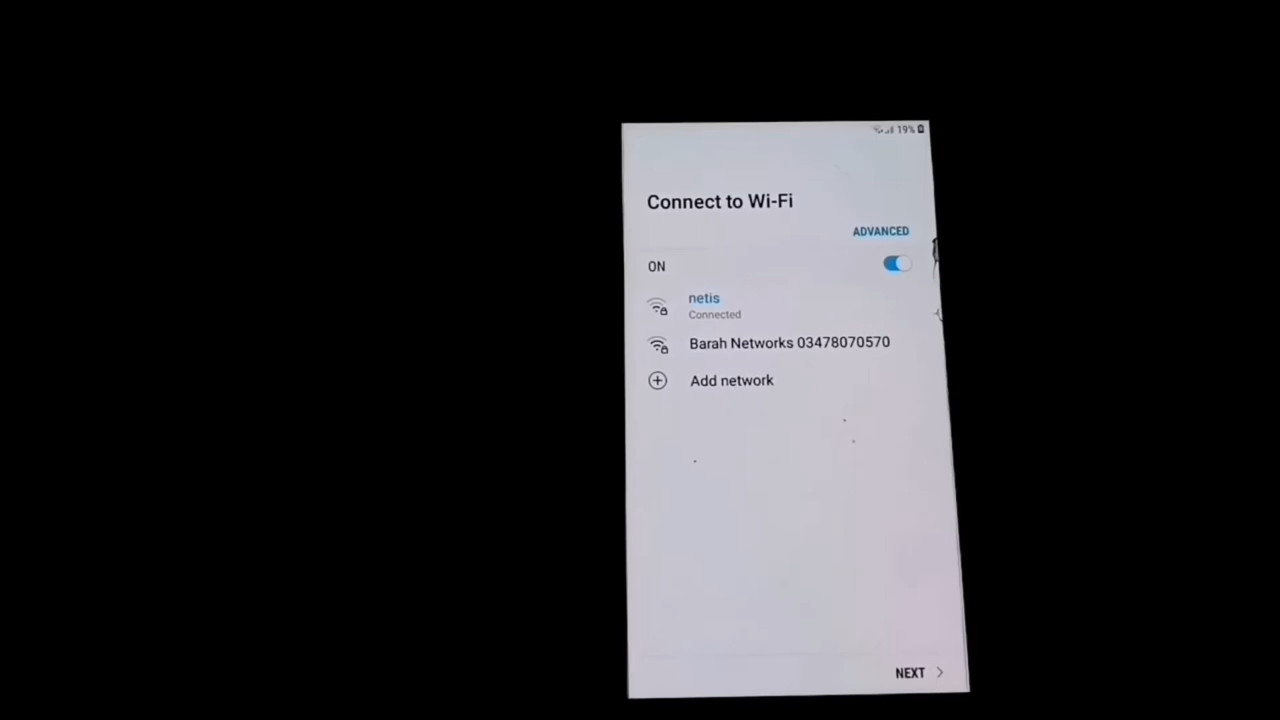 19%
Connect to Wi-Fi
ADVANCED
ON
netis
Connected
Barah Networks 03478070570
Add network
NEXT